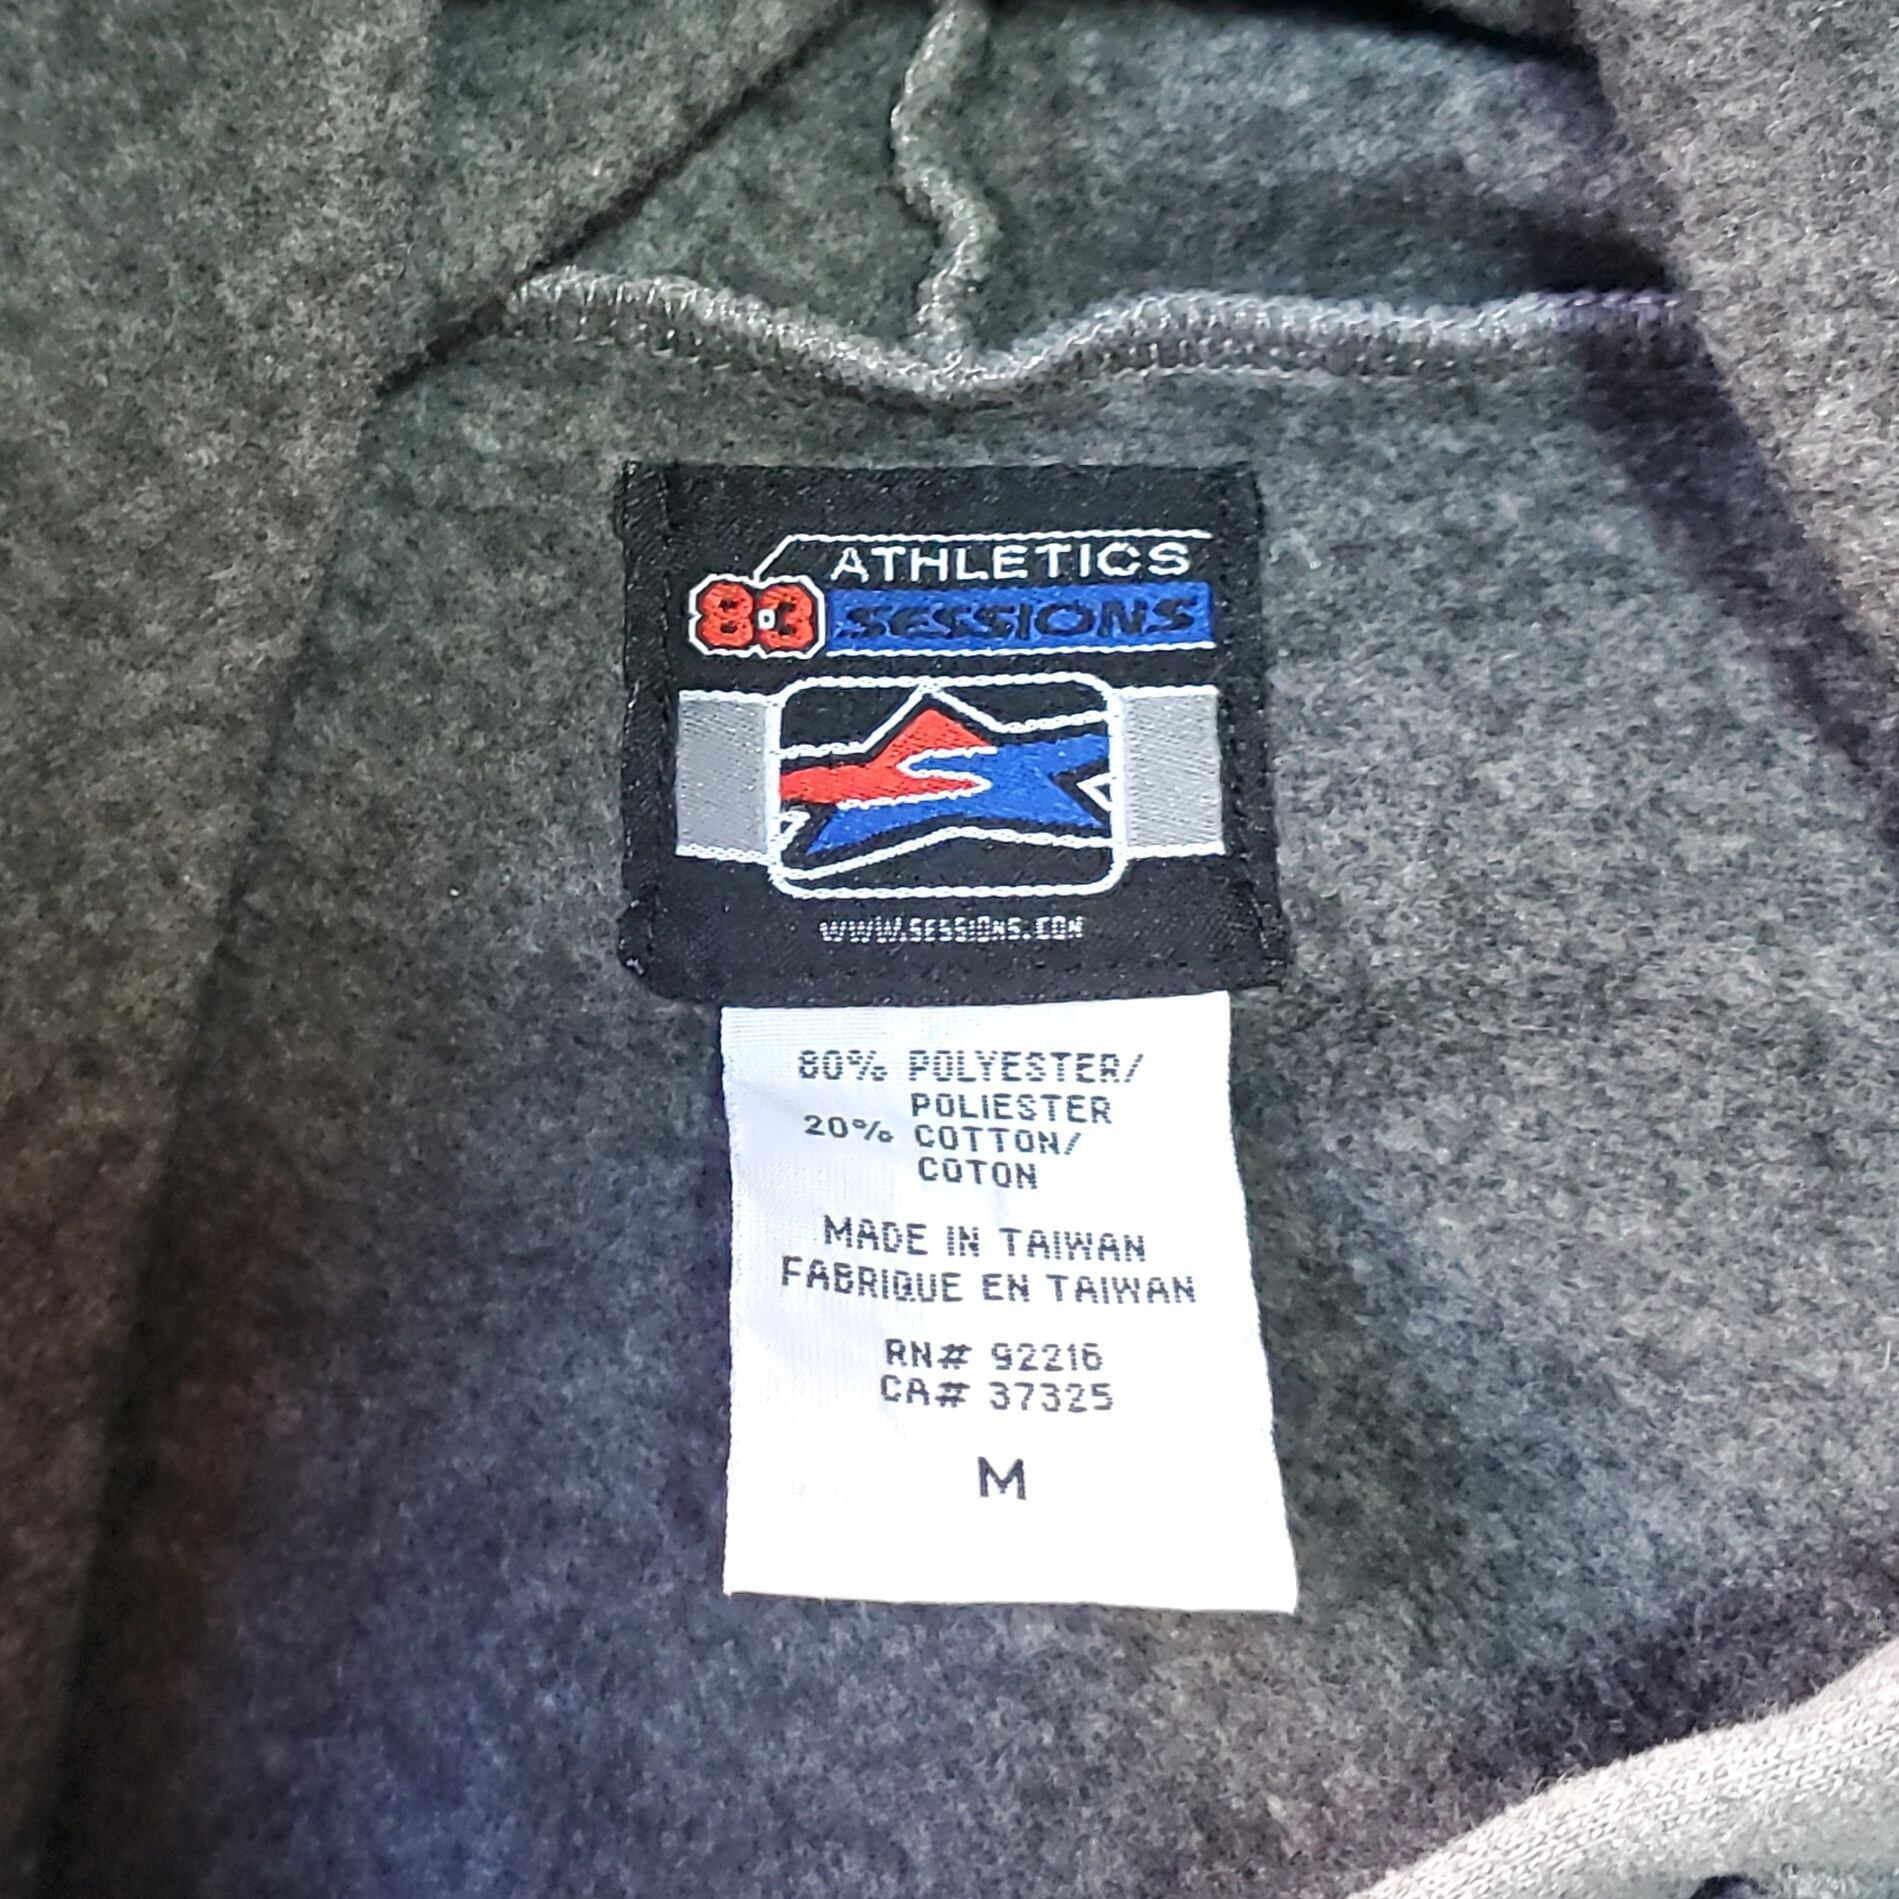 ATHLETICS
83 SESSIONS
WWW.SESSIONS.COM
80% POLYESTER/
POLIESTER
20% COTTON/
COTON
MADE IN TAIWAN
FABRIQUE EN TAIWAN
RN# 92216
CA# 37325
M